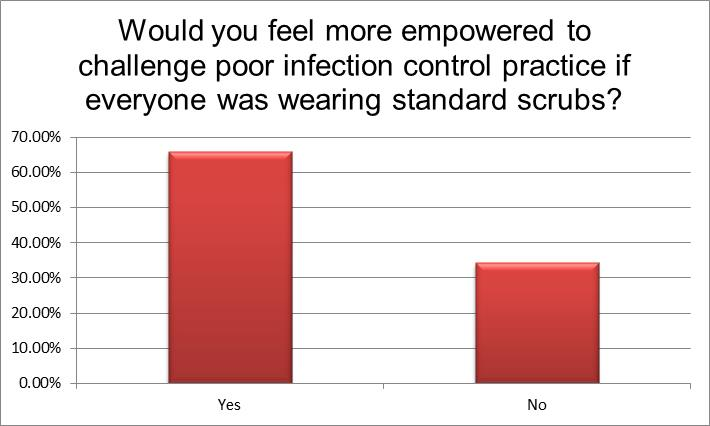 Would you feel more empowered to
challenge poor infection control practice if
everyone was wearing standard scrubs?
70.00%
60.00%
50.00%
40.00%
30.00%
20.00%
10.00%
0.00%
Yes
No